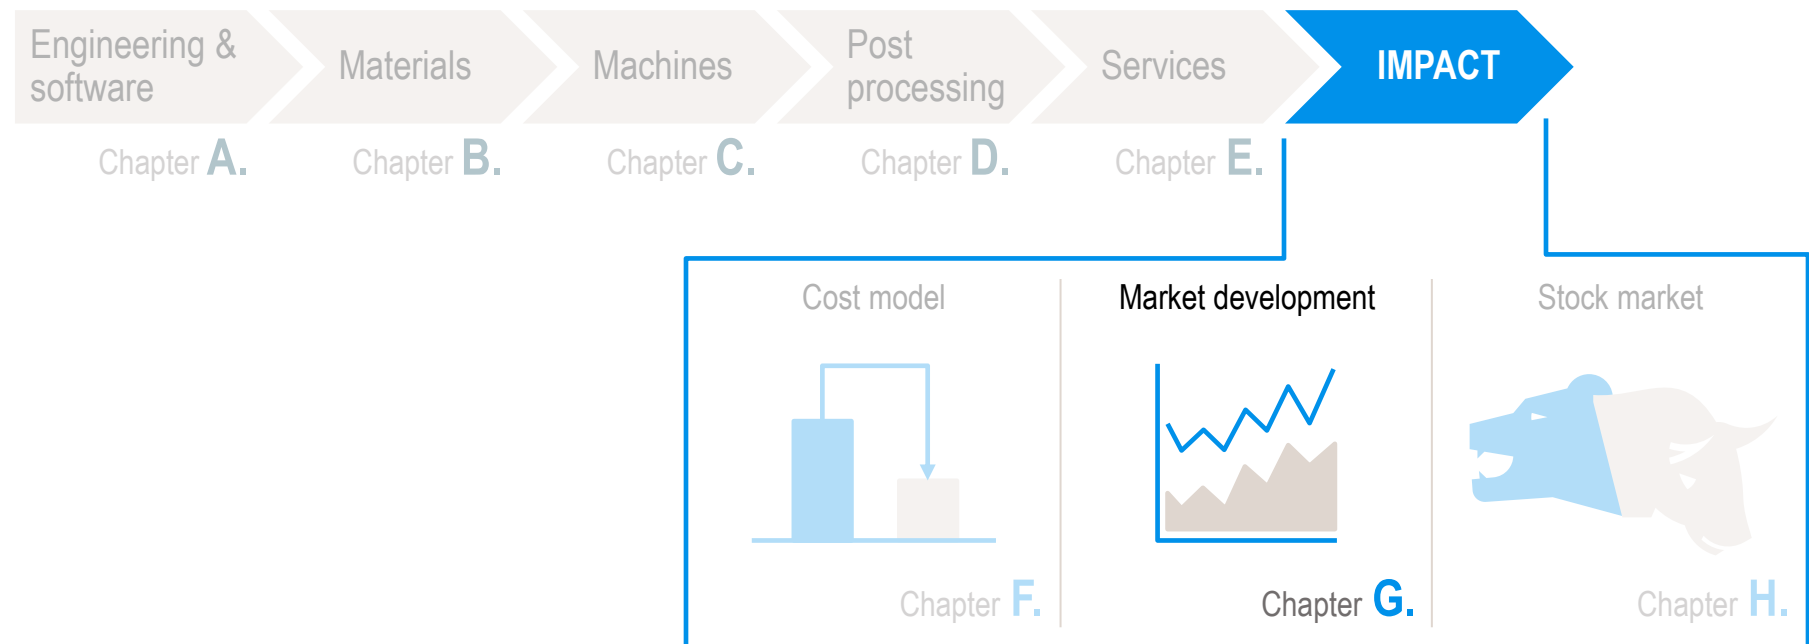 Engineering &
software
Materials
Machines
Post
processing
Services
IMPACT
Chapter A.
Chapter B.
Chapter C.
Chapter D.
Chapter E.
Cost model
Market development
Stock market
Chapter F.
Chapter G.
Chapter H.